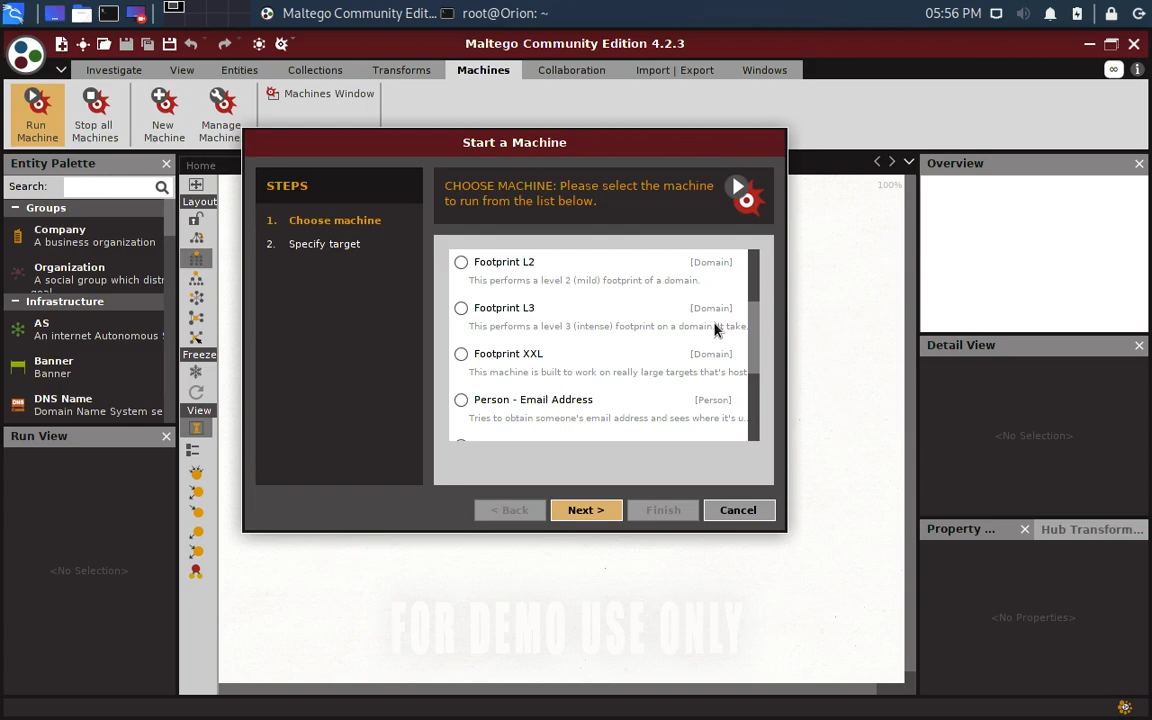 Maltego Community Edit...
root@Orion: ~
05:56 PM
Maltego Community Edition 4.2.3
Investigate View Entities Collections Transforms Machines Collaboration Import | Export Windows
Run Machine
Stop all Machines
New Machine
Manage Machine
Machines Window
Entity Palette
Search:
Groups
Company
A business organization
Organization
A social group which distr
Infrastructure
AS
An internet Autonomous
Banner
Banner
DNS Name
Domain Name System se
Run View
<No Selection>
Home
Layout
Freeze
View
100%
Start a Machine
STEPS
1. Choose machine
2. Specify target
CHOOSE MACHINE: Please select the machine
to run from the list below.
Footprint L2 [Domain]
This performs a level 2 (mild) footprint of a domain.
Footprint L3 [Domain]
This performs a level 3 (intense) footprint on a domain. It take.
Footprint XXL [Domain]
This machine is built to work on really large targets that's host
Person - Email Address [Person]
Tries to obtain someone's email address and sees where it's u..
< Back Next > Finish Cancel
FOR DEMO USE ONLY
Overview
Detail View
<No Selection>
Property ...
Hub Transform...
<No Properties>